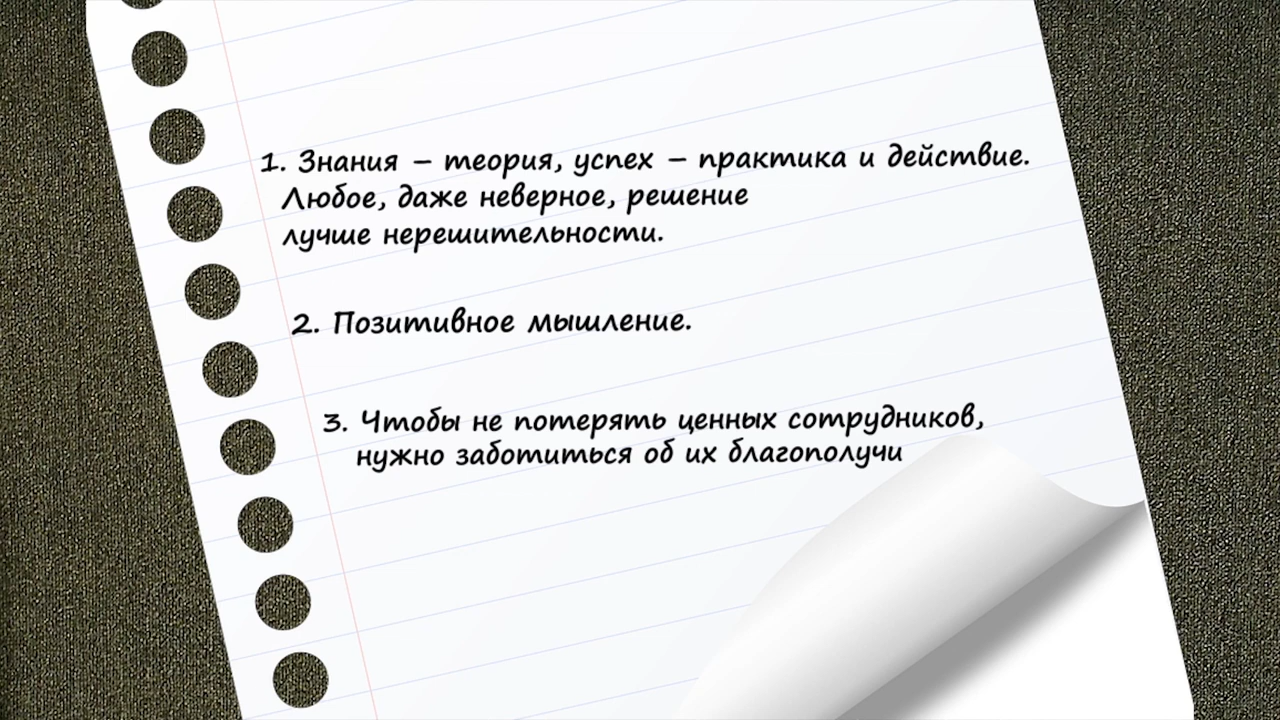 1. Знания – теория, успех – практика и действие.
Любое, даже неверное, решение
лучше нерешительности.
2. Позитивное мышление.
3. Чтобы не потерять ценных сотрудников,
нужно заботиться об их благополучи